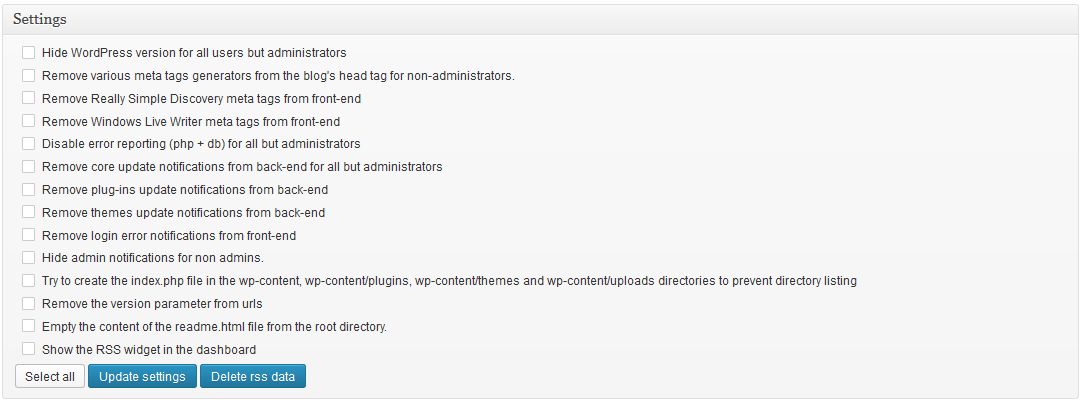 Settings
Hide WordPress version for all users but administrators
Remove various meta tags generators from the blog's head tag for non-administrators.
Remove Really Simple Discovery meta tags from front-end
Remove Windows Live Writer meta tags from front-end
Disable error reporting (php + db) for all but administrators
Remove core update notifications from back-end for all but administrators
Remove plug-ins update notifications from back-end
Remove themes update notifications from back-end
Remove login error notifications from front-end
Hide admin notifications for non admins.
Try to create the index.php file in the wp-content, wp-content/plugins, wp-content/themes and wp-content/uploads directories to prevent directory listing
Remove the version parameter from urls
Empty the content of the readme.html file from the root directory.
Show the RSS widget in the dashboard
Select all Update settings Delete rss data